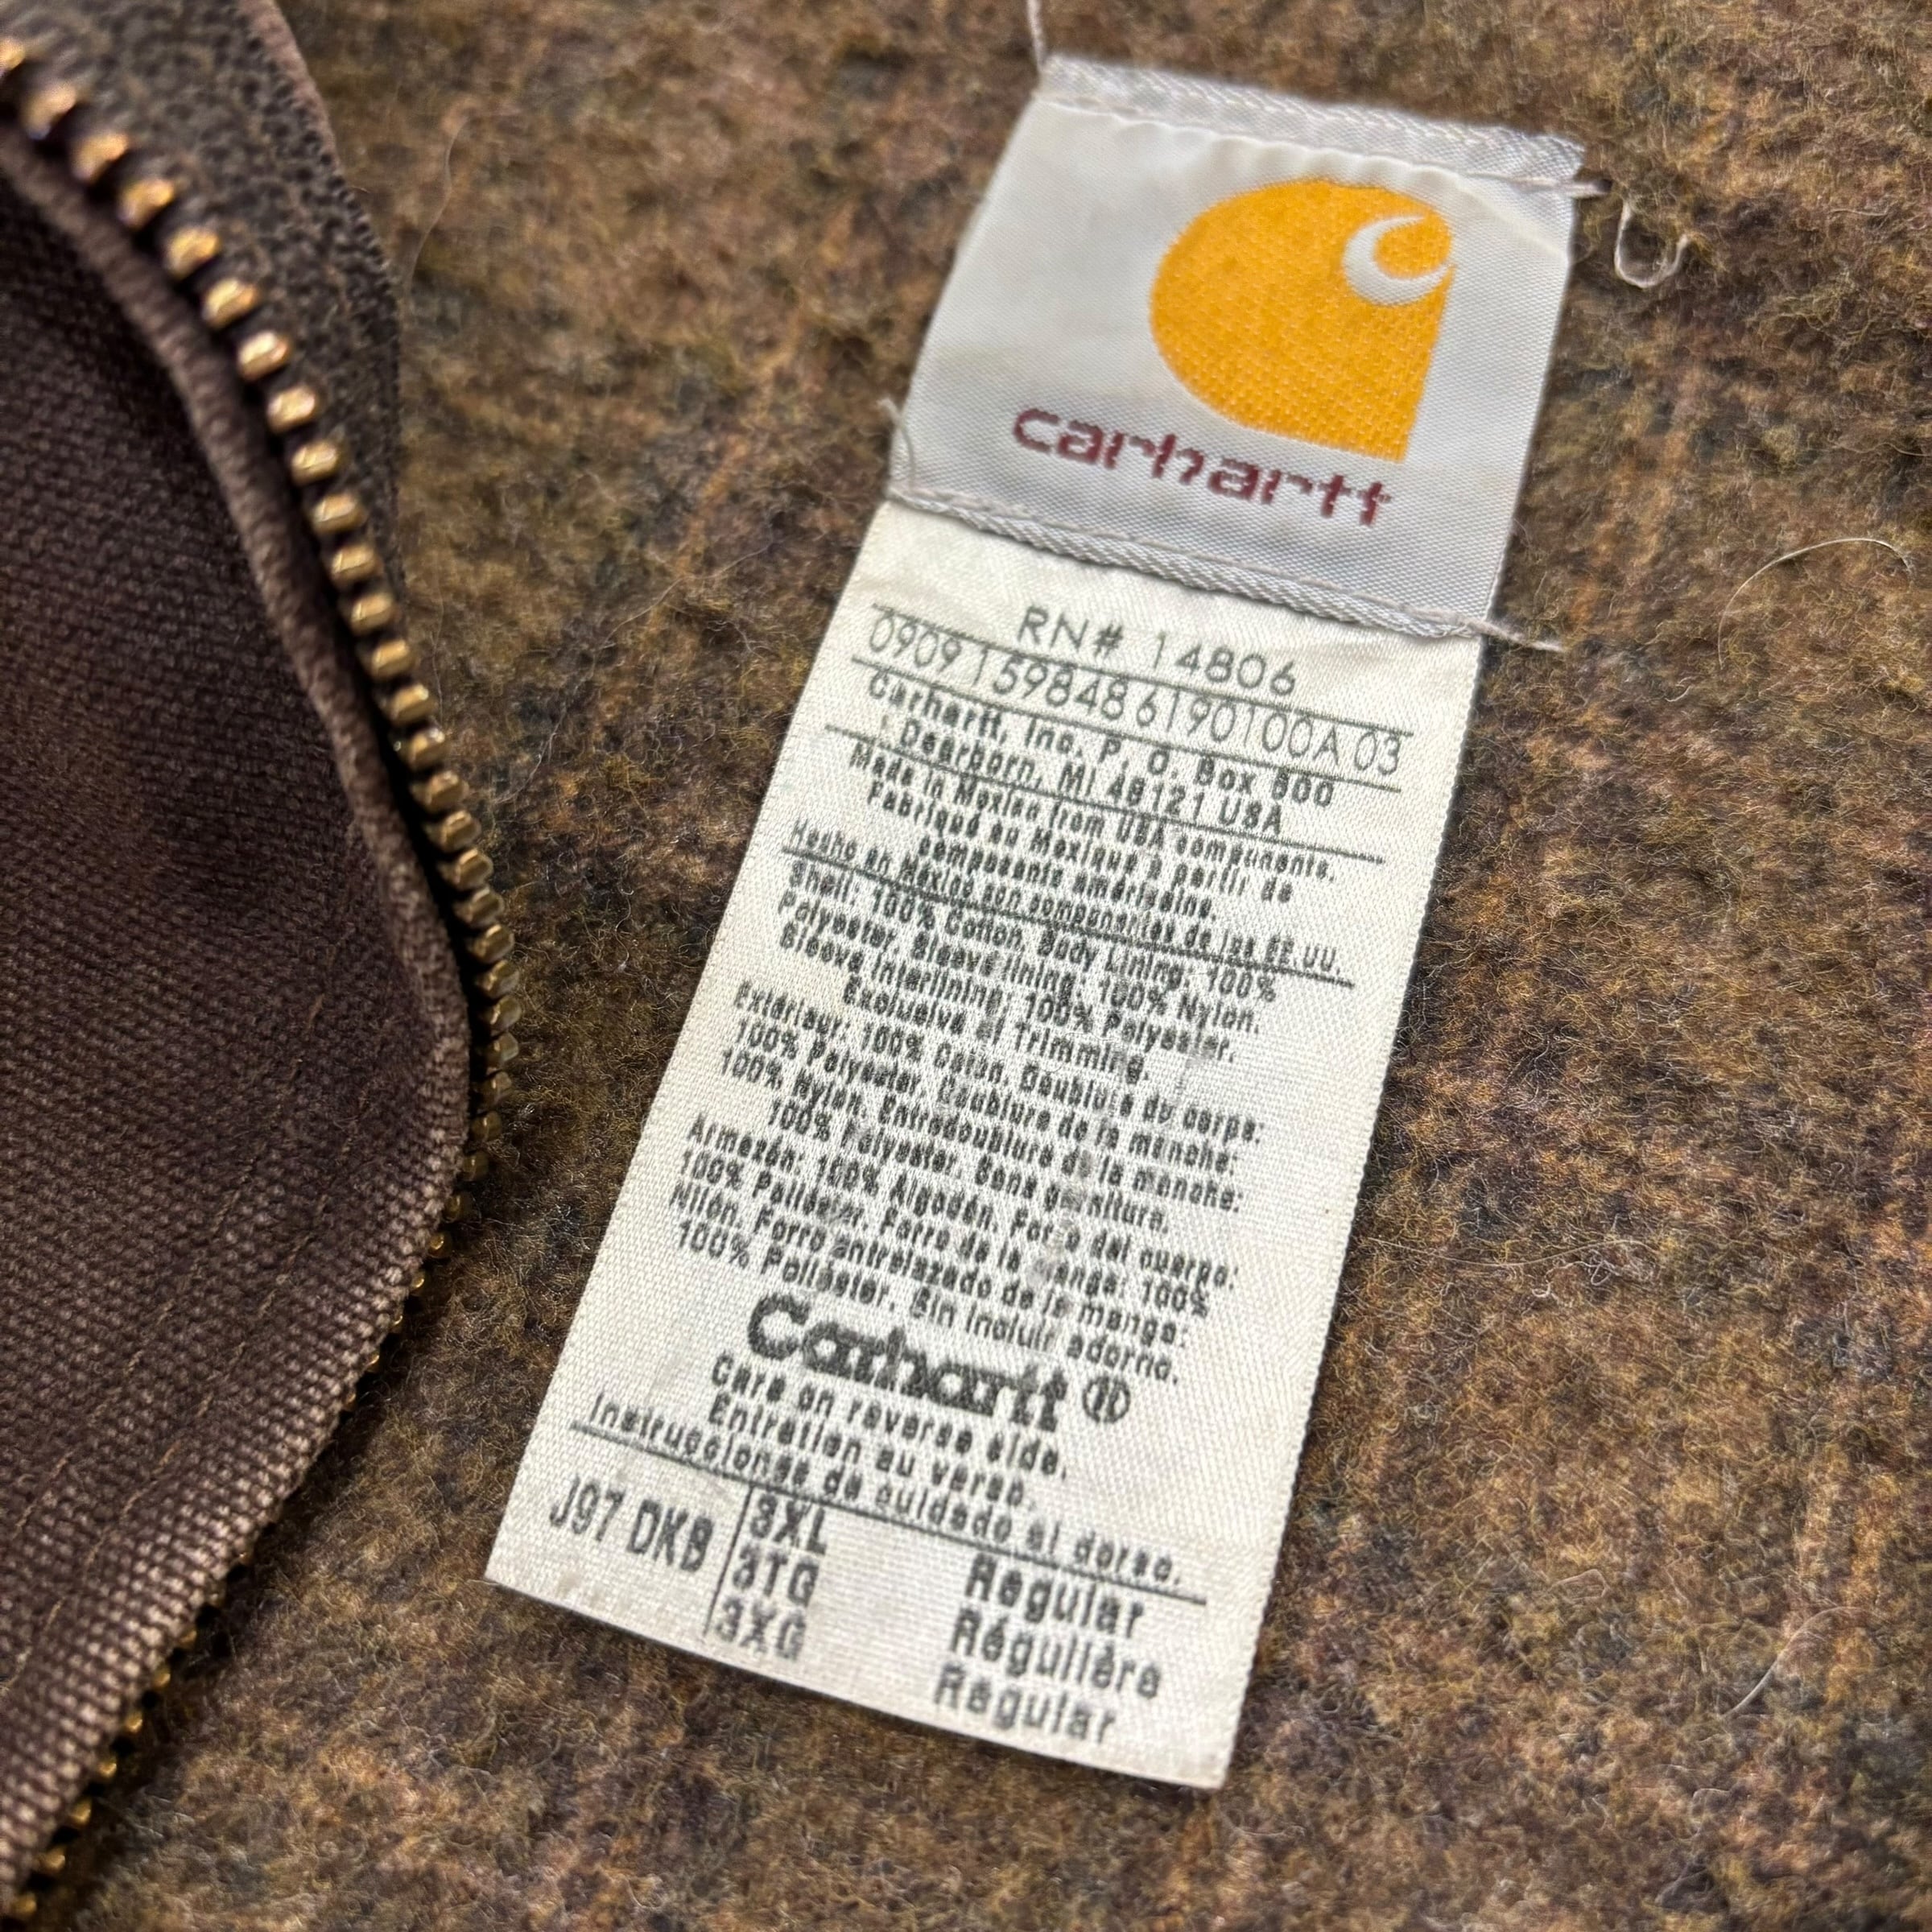 carhartt
RN# 14806
0909 1598486190100A 03
Carhartt, Inc. P. O. Box 600
Dearborn, MI 48121 USA
Made in Mexico from USA components.
Fabriqué au Mexique à partir de
composants américains.
Hecho en México con componentes de los EE.UU.
Shell: 100% Cotton. Body Lining: 100%
Polyester. Sleeve lining: 100% Nylon.
Sleeve Interlining: 100% Polyester.
Exclusive of Trimming.
Extérieur: 100% Coton. Doublure du corps:
100% Polyester. Doublure de la manche:
100% Nylon. Entredoublure de la manche:
100% Polyester. Sans garniture.
Armazón: 100% Algodón. Forro del cuerpo:
100% Poliéster. Forro de la manga: 100%
Nilón. Forro entrelazado de la manga:
100% Poliéster. Sin incluir adorno.
Carhartt ®
Care on reverse side.
Entretien au verso.
Instrucciones de cuidado al dorso.
J97 DKB 3XL Regular
3TG Régulière
3XG Regular